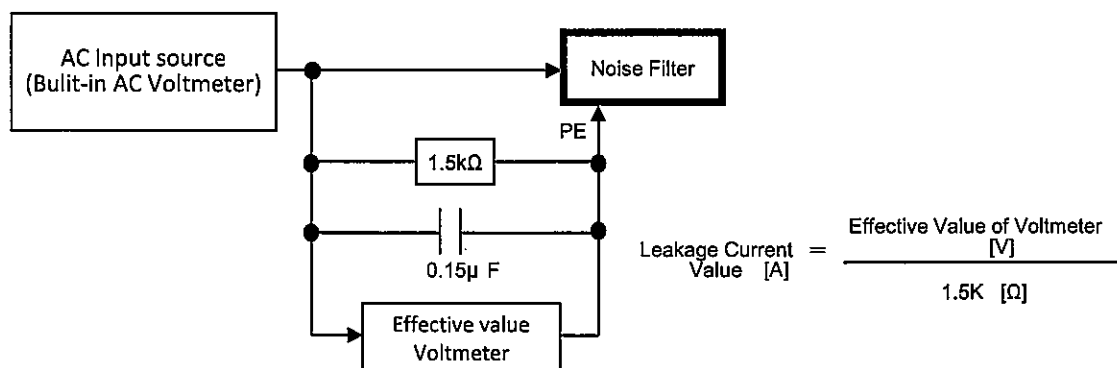 AC Input source
(Bulit-in AC Voltmeter)
Noise Filter
PE
1.5kΩ
0.15μ F
Effective value
Voltmeter
Leakage Current
Value [A]
=
Effective Value of Voltmeter
[V]
1.5K [Ω]